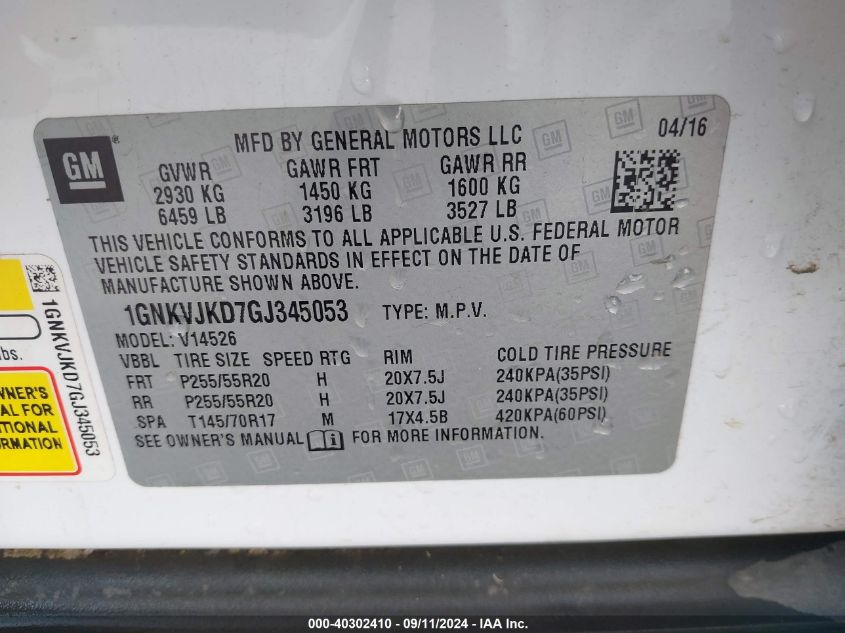 GM
MFD BY GENERAL MOTORS LLC
04/16
GVWR GAWR FRT GAWR RR
2930 KG 1450 KG 1600 KG
6459 LB 3196 LB 3527 LB
THIS VEHICLE CONFORMS TO ALL APPLICABLE U.S. FEDERAL MOTOR
VEHICLE SAFETY STANDARDS IN EFFECT ON THE DATE OF
MANUFACTURE SHOWN ABOVE.
1GNKVJKD7GJ345053 TYPE: M.P.V.
MODEL: V14526
VBBL TIRE SIZE SPEED RTG RIM COLD TIRE PRESSURE
FRT P255/55R20 H 20X7.5J 240KPA(35PSI)
RR P255/55R20 H 20X7.5J 240KPA(35PSI)
SPA T145/70R17 M 17X4.5B 420KPA(60PSI)
SEE OWNER'S MANUAL FOR MORE INFORMATION.
1GNKVJKD7GJ345053
lbs.
WNER'S
AL FOR
TIONAL
RMATION
000-40302410 - 09/11/2024 - IAA Inc.